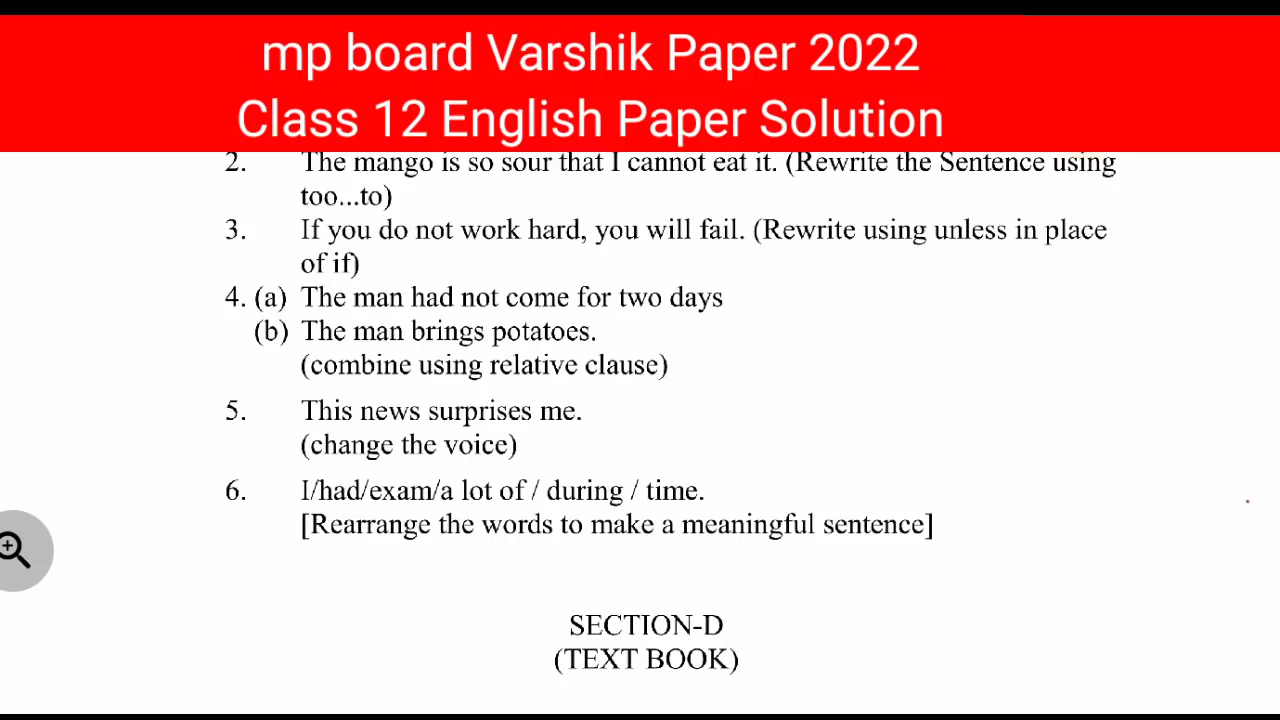 mp board Varshik Paper 2022
Class 12 English Paper Solution
2. The mango is so sour that I cannot eat it. (Rewrite the Sentence using
too...to)
3. If you do not work hard, you will fail. (Rewrite using unless in place
of if)
4. (a) The man had not come for two days
(b) The man brings potatoes.
(combine using relative clause)
5. This news surprises me.
(change the voice)
6. I/had/exam/a lot of / during / time.
[Rearrange the words to make a meaningful sentence]
SECTION-D
(TEXT BOOK)